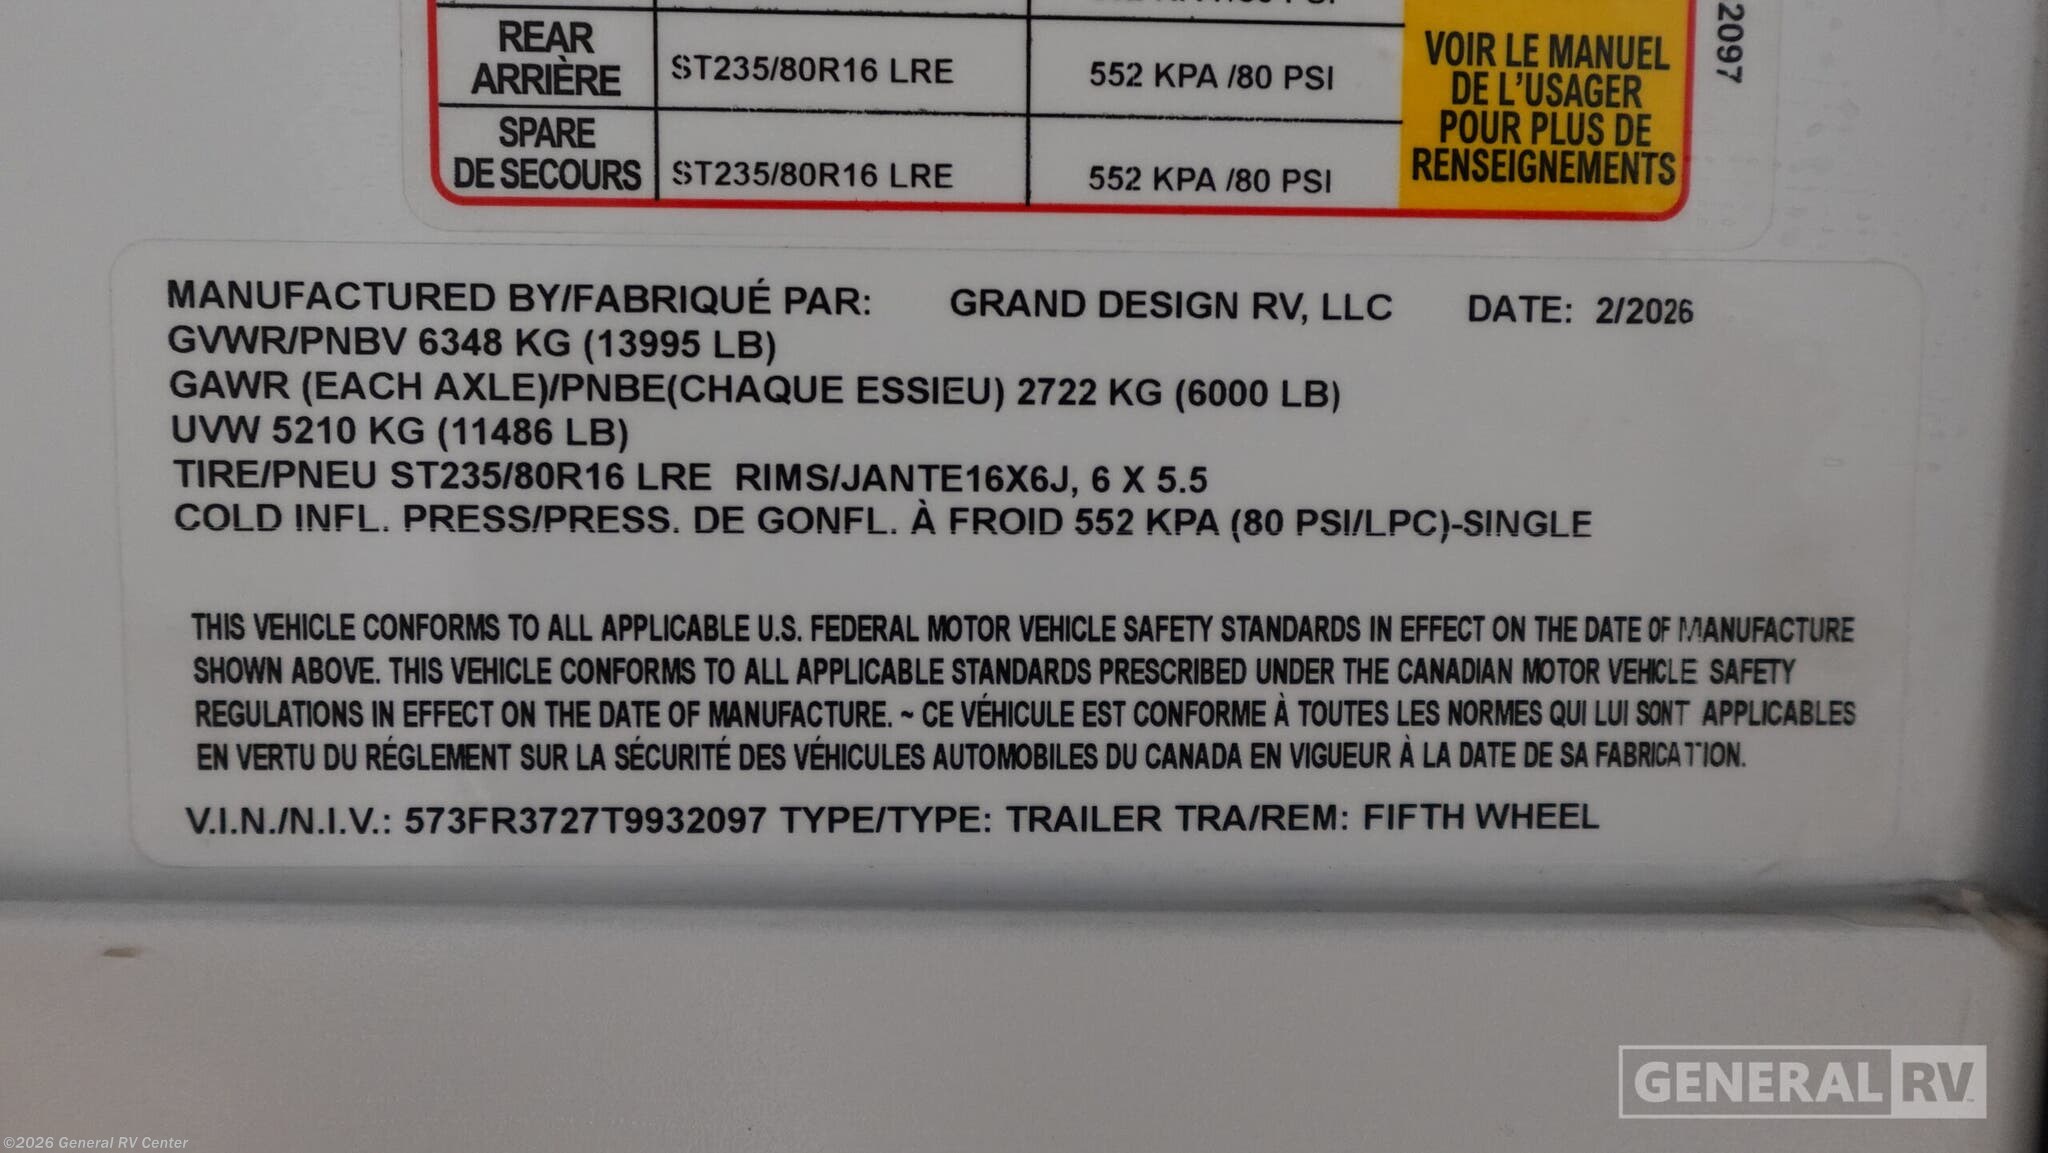 REAR
ARRIÈRE
ST235/80R16 LRE
552 KPA /80 PSI
SPARE
DE SECOURS
ST235/80R16 LRE
552 KPA /80 PSI
VOIR LE MANUEL
DE L'USAGER
POUR PLUS DE
RENSEIGNEMENTS
2097
MANUFACTURED BY/FABRIQUÉ PAR: GRAND DESIGN RV, LLC DATE: 2/2026
GVWR/PNBV 6348 KG (13995 LB)
GAWR (EACH AXLE)/PNBE(CHAQUE ESSIEU) 2722 KG (6000 LB)
UVW 5210 KG (11486 LB)
TIRE/PNEU ST235/80R16 LRE RIMS/JANTE16X6J, 6 X 5.5
COLD INFL. PRESS/PRESS. DE GONFL. À FROID 552 KPA (80 PSI/LPC)-SINGLE
THIS VEHICLE CONFORMS TO ALL APPLICABLE U.S. FEDERAL MOTOR VEHICLE SAFETY STANDARDS IN EFFECT ON THE DATE OF MANUFACTURE
SHOWN ABOVE. THIS VEHICLE CONFORMS TO ALL APPLICABLE STANDARDS PRESCRIBED UNDER THE CANADIAN MOTOR VEHICLE SAFETY
REGULATIONS IN EFFECT ON THE DATE OF MANUFACTURE. ~ CE VÉHICULE EST CONFORME À TOUTES LES NORMES QUI LUI SONT APPLICABLES
EN VERTU DU RÉGLEMENT SUR LA SÉCURITÉ DES VÉHICULES AUTOMOBILES DU CANADA EN VIGUEUR À LA DATE DE SA FABRICATION.
V.I.N./N.I.V.: 573FR3727T9932097 TYPE/TYPE: TRAILER TRA/REM: FIFTH WHEEL
GENERAL RV
©2026 General RV Center